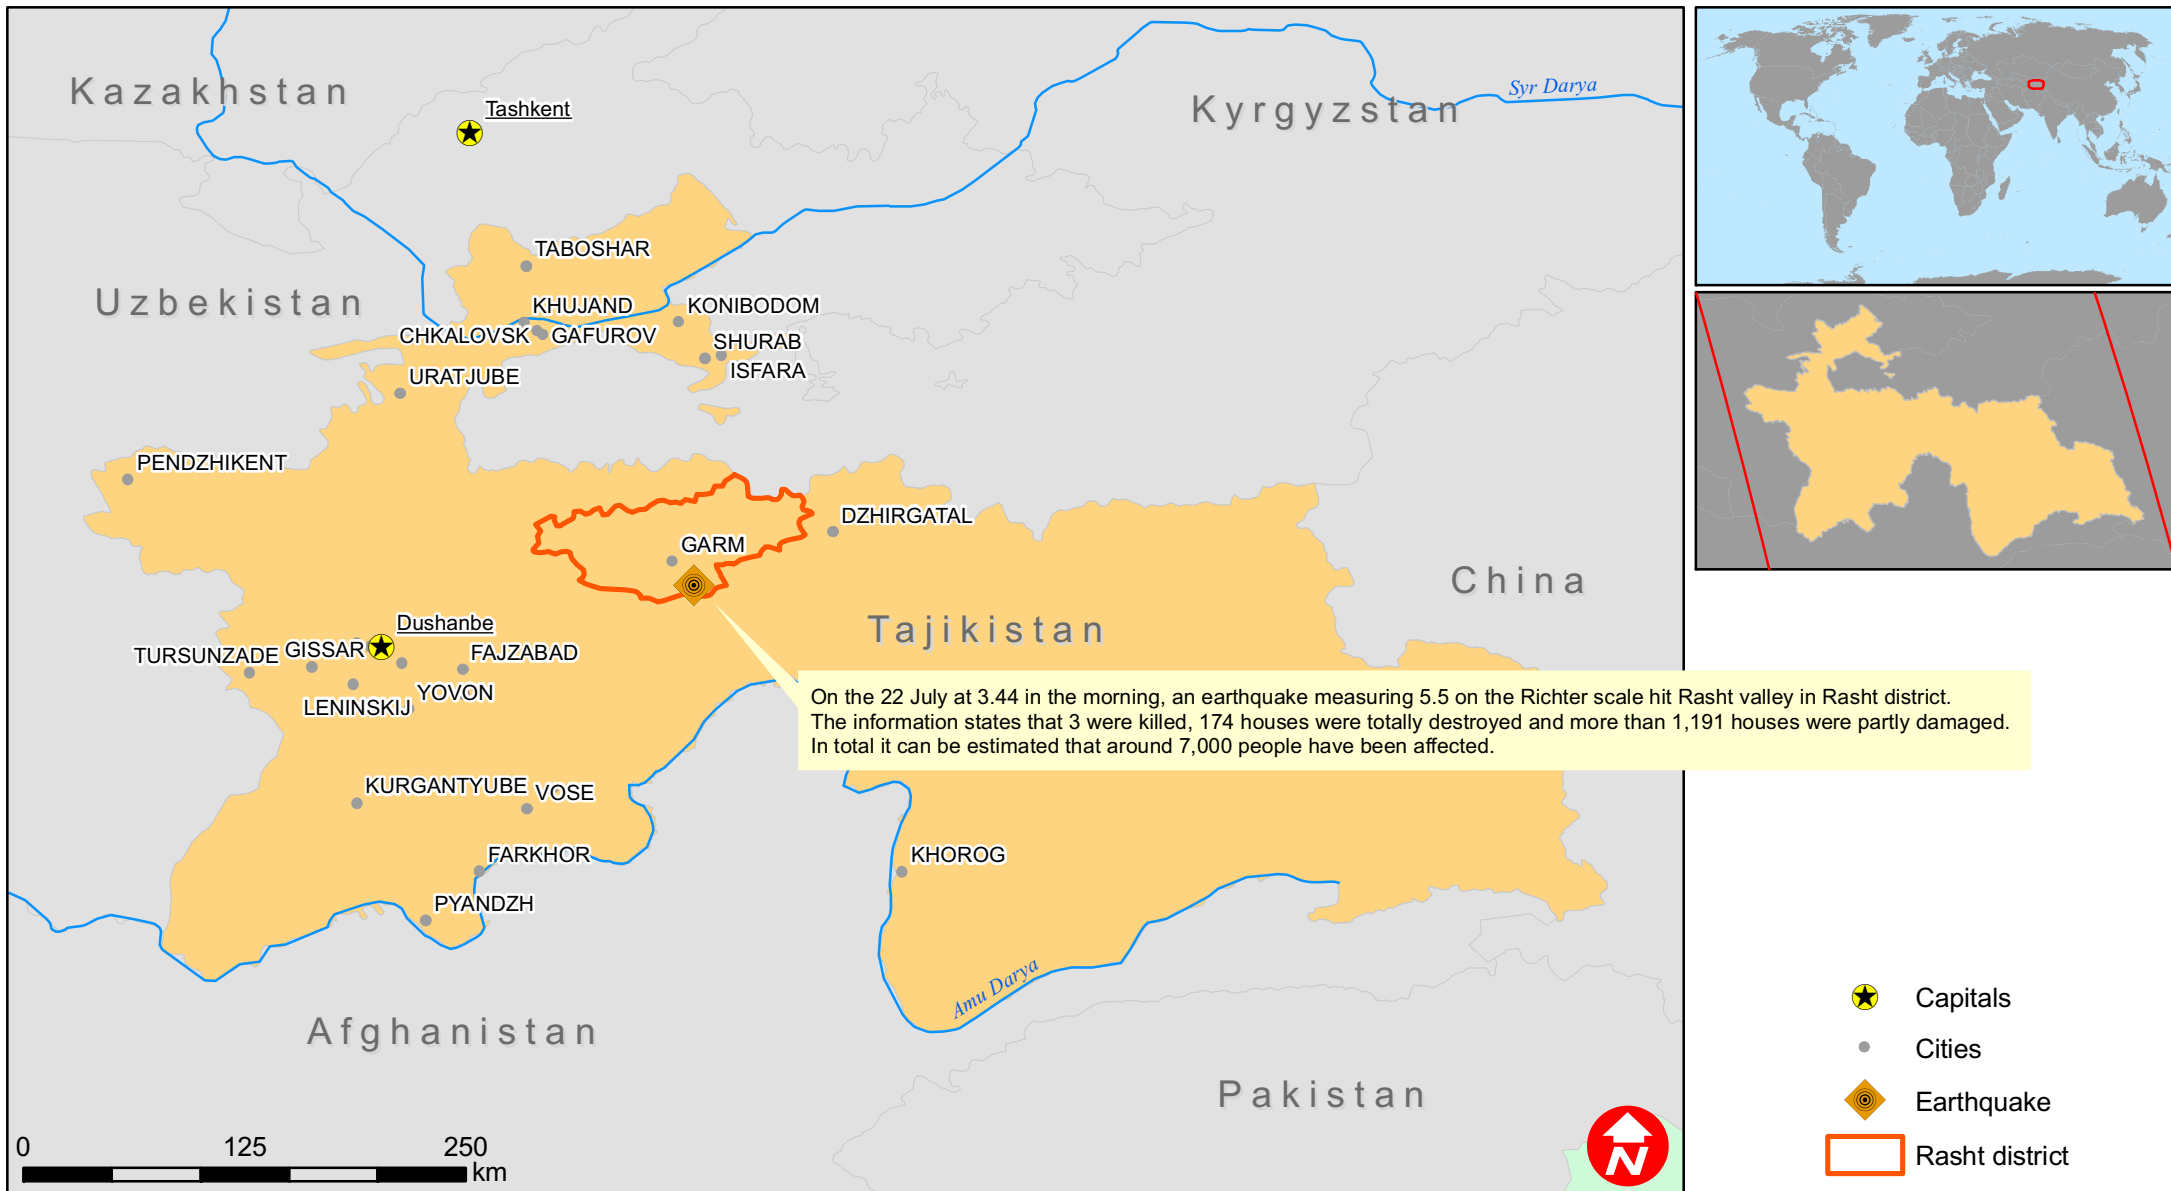 Kazakhstan
Tashkent
Kyrgyzstan
Syr Darya
TABOSHAR
Uzbekistan
KHUJAND
KONIBODOM
CHKALOVSK
GAFUROV
SHURAB
ISFARA
URATJUBE
PENDZHIKENT
DZHIRGATAL
GARM
China
Tajikistan
Dushanbe
TURSUNZADE
GISSAR
FAJZABAD
YOVON
LENINSKIJ
On the 22 July at 3.44 in the morning, an earthquake measuring 5.5 on the Richter scale hit Rasht valley in Rasht district.
The information states that 3 were killed, 174 houses were totally destroyed and more than 1,191 houses were partly damaged.
In total it can be estimated that around 7,000 people have been affected.
KURGANTYUBE
VOSE
FARKHOR
KHOROG
PYANDZH
Amu Darya
Afghanistan
Pakistan
0 125 250
km
N
Capitals
Cities
Earthquake
Rasht district